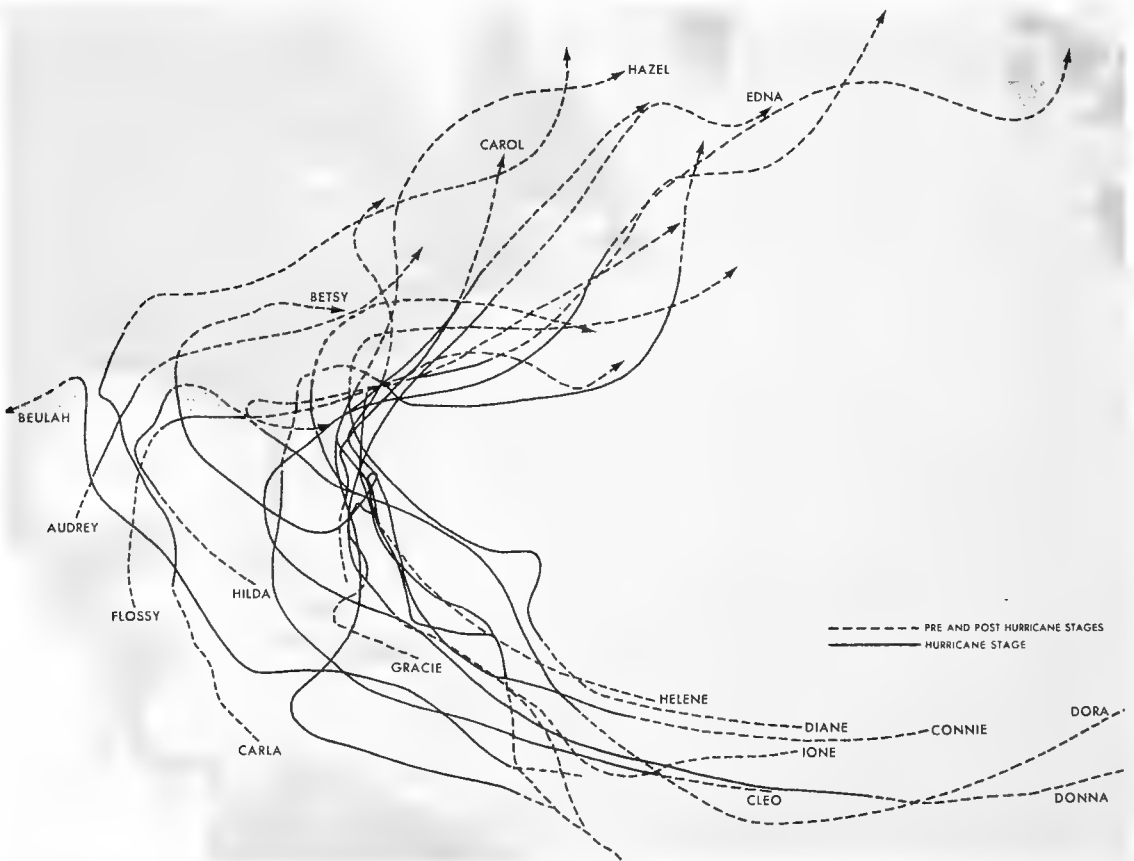 HAZEL
EDNA
CAROL
BETSY
BEULAH
AUDREY
FLOSSY
HILDA
PRE AND POST HURRICANE STAGES
HURRICANE STAGE
GRACIE
HELENE
DORA
DIANE
CONNIE
CARLA
IONE
CLEO
DONNA